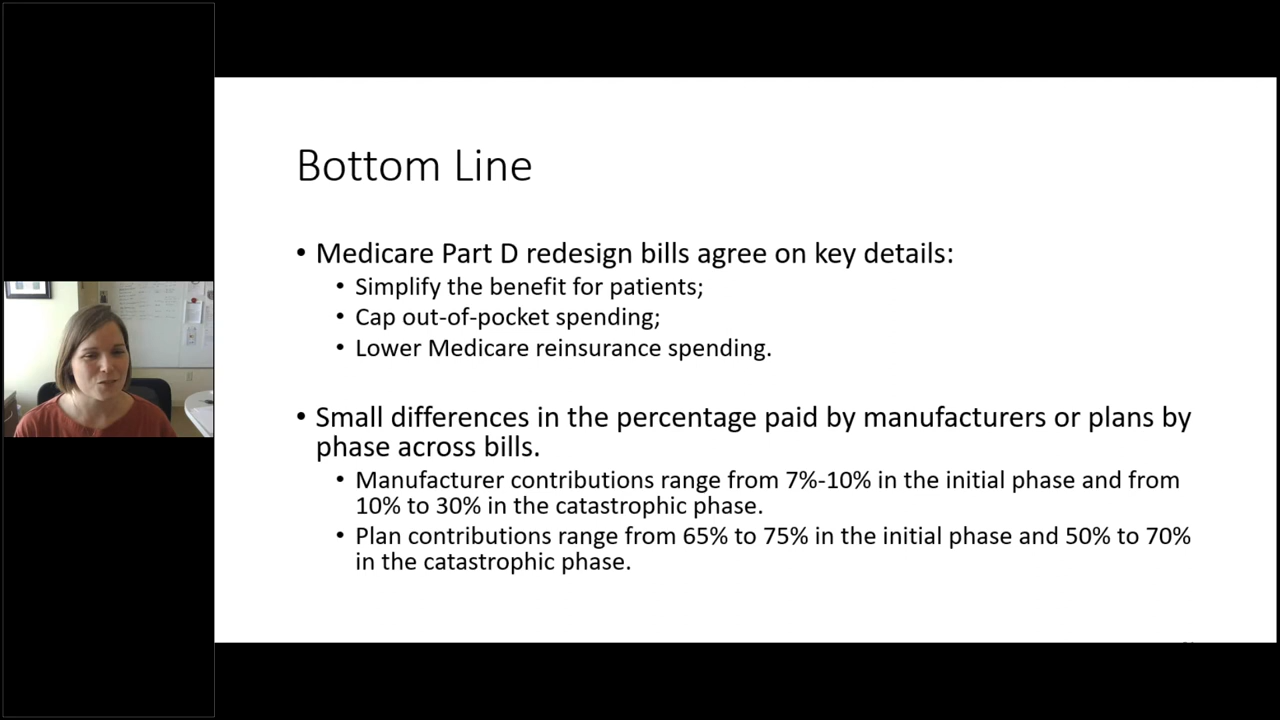 Bottom Line
• Medicare Part D redesign bills agree on key details:
• Simplify the benefit for patients;
• Cap out-of-pocket spending;
• Lower Medicare reinsurance spending.
• Small differences in the percentage paid by manufacturers or plans by
phase across bills.
• Manufacturer contributions range from 7%-10% in the initial phase and from
10% to 30% in the catastrophic phase.
• Plan contributions range from 65% to 75% in the initial phase and 50% to 70%
in the catastrophic phase.